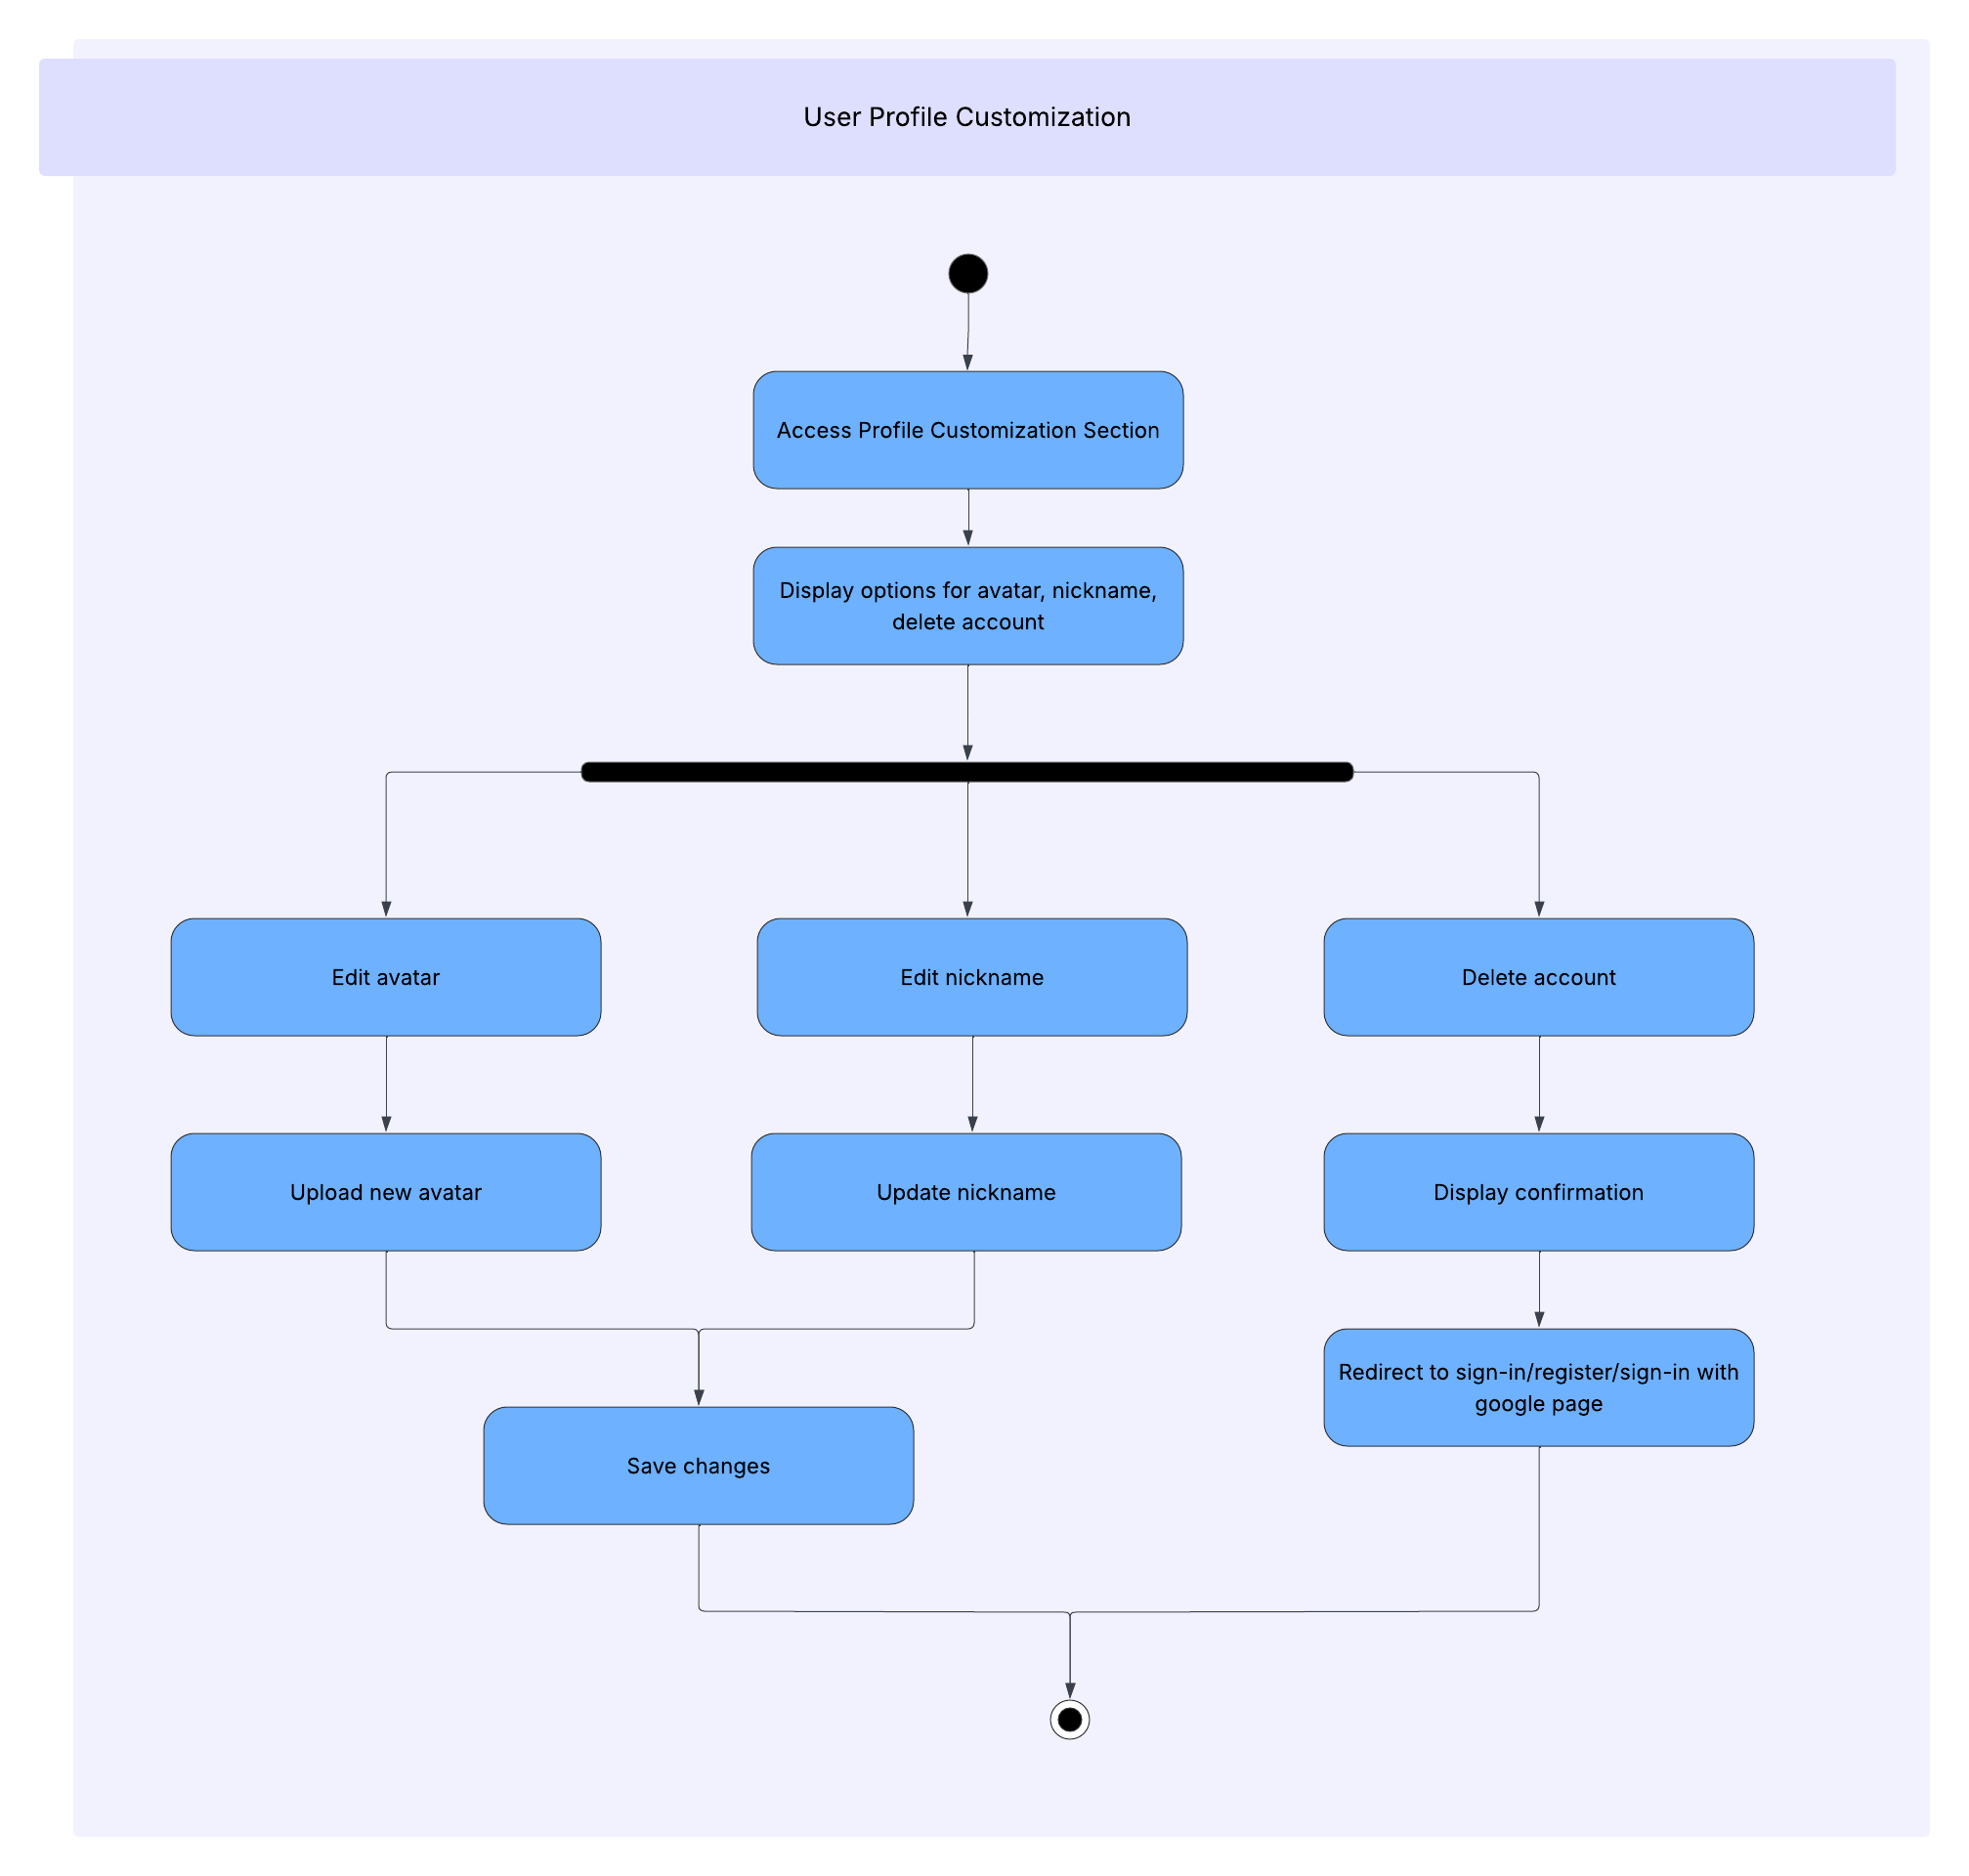 User Profile Customization
Access Profile Customization Section
Display options for avatar, nickname,
delete account
Edit avatar
Edit nickname
Delete account
Upload new avatar
Update nickname
Display confirmation
Redirect to sign-in/register/sign-in with
google page
Save changes